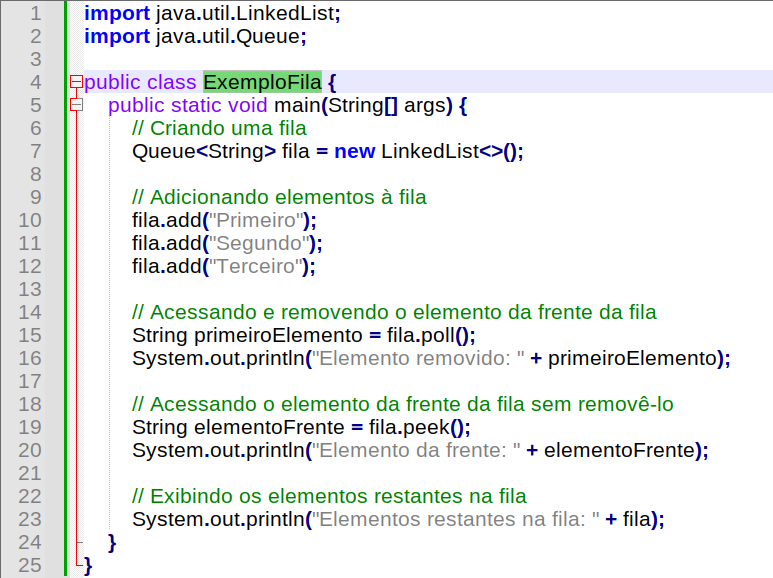 1 import java.util.LinkedList;
2 import java.util.Queue;
3
4 public class ExemploFila {
5 public static void main(String[] args) {
6 // Criando uma fila
7 Queue<String> fila = new LinkedList<>();
8
9 // Adicionando elementos à fila
10 fila.add("Primeiro");
11 fila.add("Segundo");
12 fila.add("Terceiro");
13
14 // Acessando e removendo o elemento da frente da fila
15 String primeiroElemento = fila.poll();
16 System.out.println("Elemento removido: " + primeiroElemento);
17
18 // Acessando o elemento da frente da fila sem removê-lo
19 String elementoFrente = fila.peek();
20 System.out.println("Elemento da frente: " + elementoFrente);
21
22 // Exibindo os elementos restantes na fila
23 System.out.println("Elementos restantes na fila: " + fila);
24 }
25 }